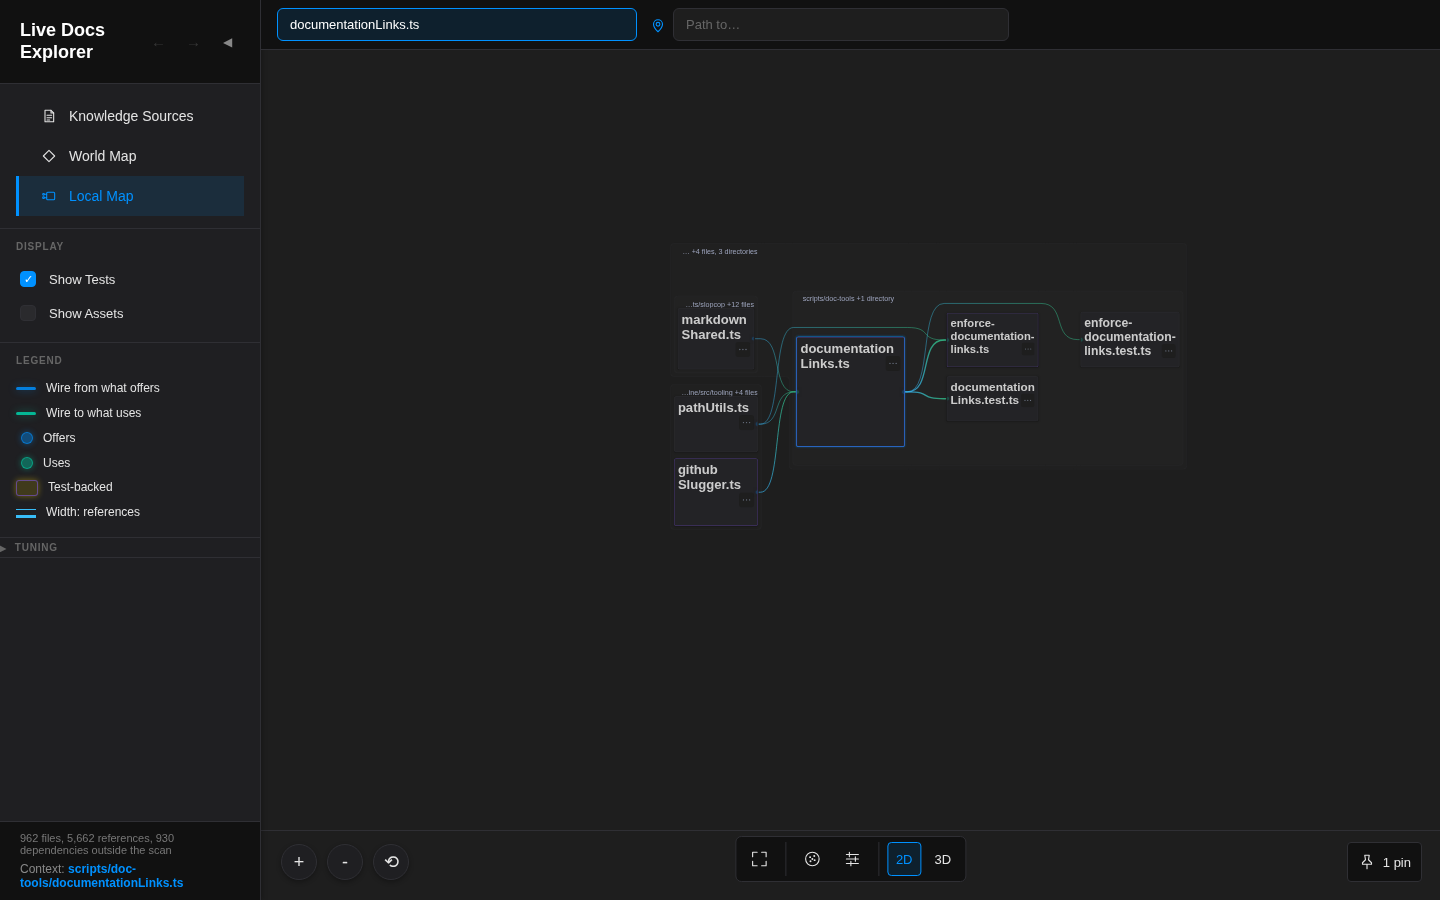 Live Docs
Explorer
← → ◀
documentationLinks.ts
Path to…
Knowledge Sources
World Map
Local Map
DISPLAY
✓ Show Tests
Show Assets
LEGEND
Wire from what offers
Wire to what uses
Offers
Uses
Test-backed
Width: references
▶ TUNING
… +4 files, 3 directories
…ts/slopcop +12 files
markdown
Shared.ts
…
…ine/src/tooling +4 files
pathUtils.ts
…
github
Slugger.ts
…
scripts/doc-tools +1 directory
documentation
Links.ts
…
enforce-
documentation-
links.ts
…
documentation
Links.test.ts
…
enforce-
documentation-
links.test.ts
…
962 files, 5,662 references, 930
dependencies outside the scan
Context: scripts/doc-
tools/documentationLinks.ts
+ - ⟲
2D 3D
1 pin